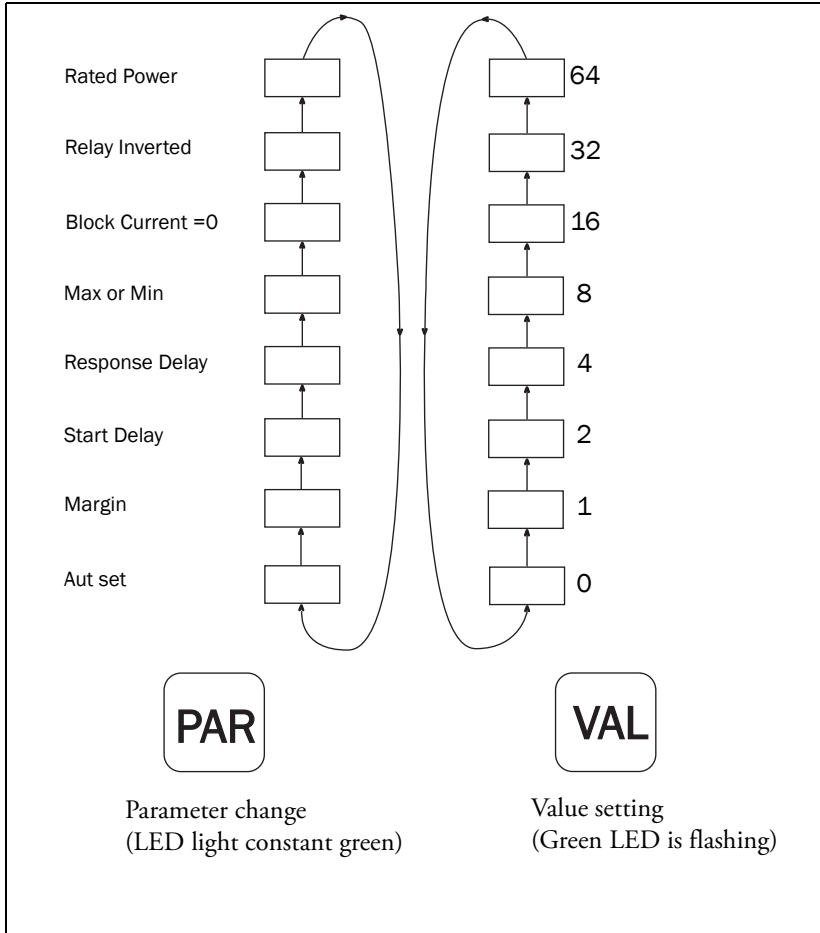 Rated Power
64
Relay Inverted
32
Block Current =0
16
Max or Min
8
Response Delay
4
Start Delay
2
Margin
1
Aut set
0
PAR
VAL
Parameter change
(LED light constant green)
Value setting
(Green LED is flashing)